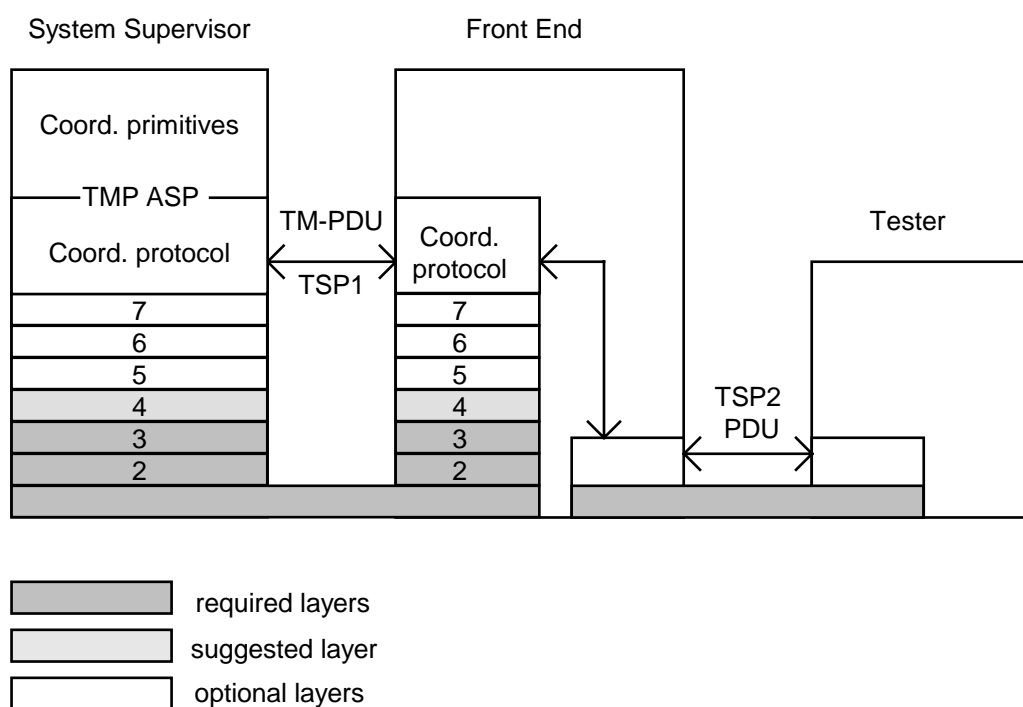 System Supervisor
Front End
Coord. primitives
TMP ASP
TM-PDU
Coord. protocol
Coord.
protocol
TSP1
Tester
7
6
5
4
3
2
7
6
5
4
3
2
TSP2
PDU
required layers
suggested layer
optional layers